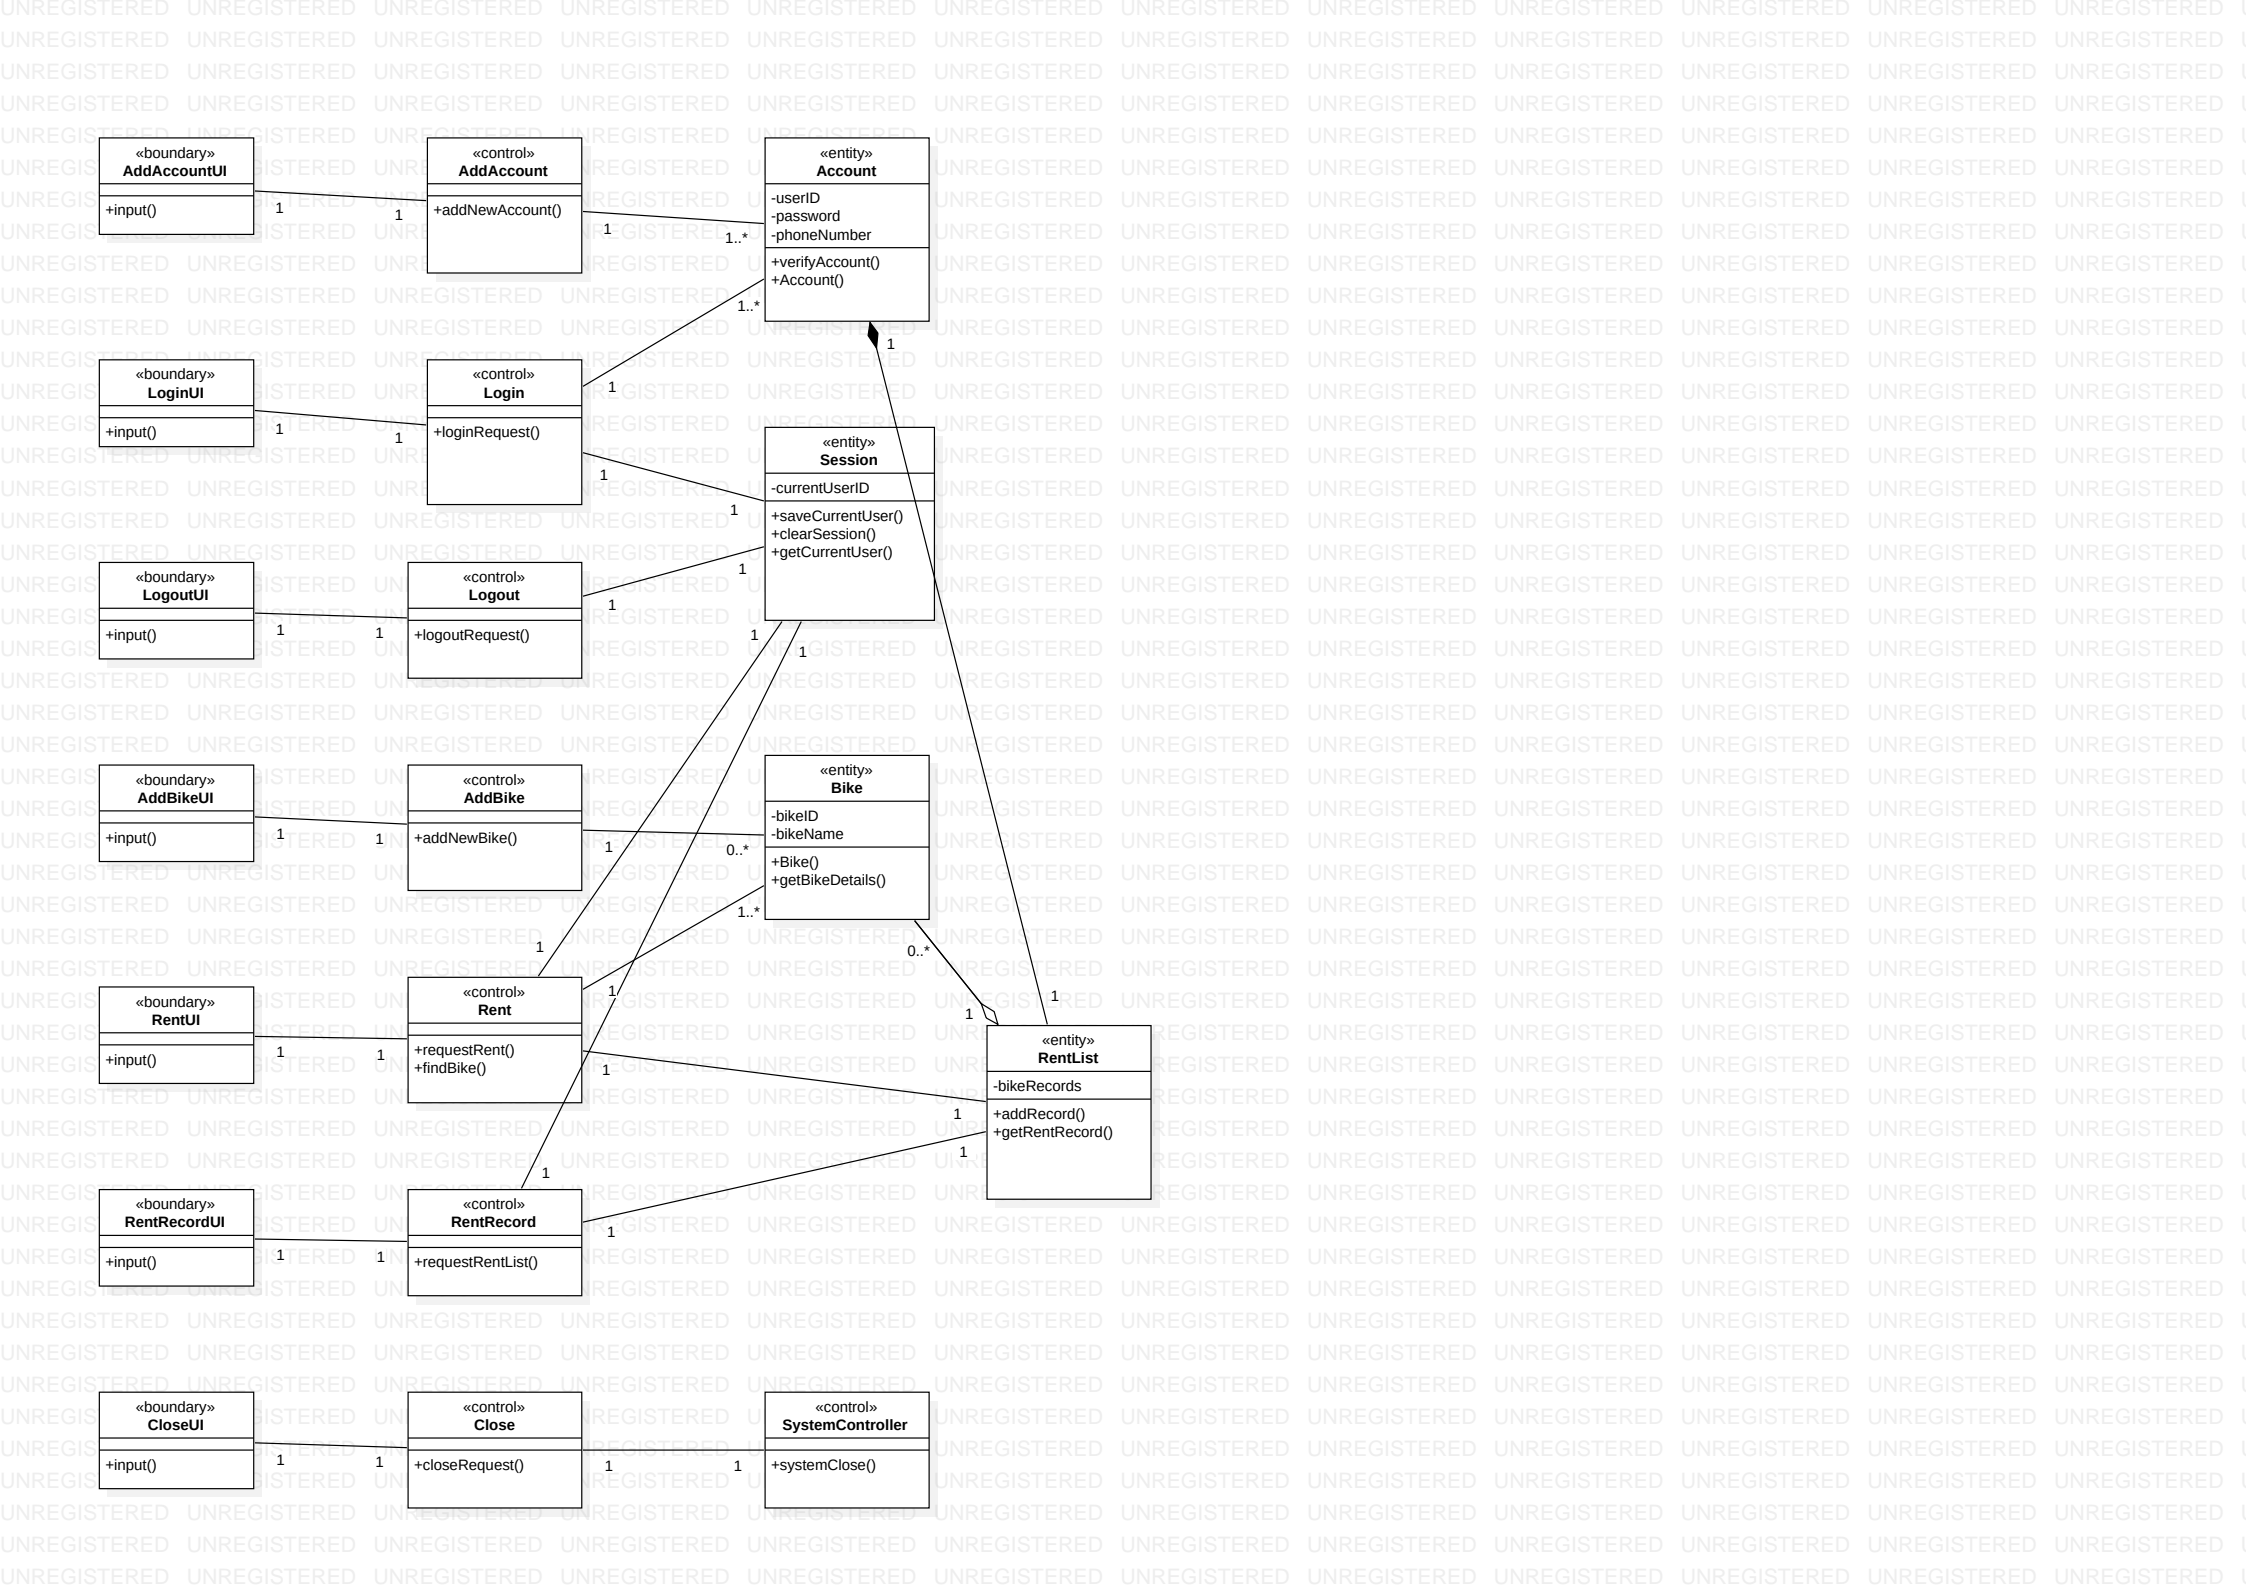 «boundary»
AddAccountUI
+input()
1
1
«control»
AddAccount
+addNewAccount()
1
1..*
«entity»
Account
-userID
-password
-phoneNumber
+verifyAccount()
+Account()
1..*
1
1
«boundary»
LoginUI
+input()
1
1
«control»
Login
+loginRequest()
1
1
«entity»
Session
-currentUserID
+saveCurrentUser()
+clearSession()
+getCurrentUser()
«boundary»
LogoutUI
+input()
1
1
«control»
Logout
+logoutRequest()
1
1
1
1
«boundary»
AddBikeUI
+input()
1
1
«control»
AddBike
+addNewBike()
1
0..*
«entity»
Bike
-bikeID
-bikeName
+Bike()
+getBikeDetails()
1..*
0..*
1
1
1
1
«boundary»
RentUI
+input()
1
1
«control»
Rent
+requestRent()
+findBike()
1
1
«entity»
RentList
-bikeRecords
+addRecord()
+getRentRecord()
1
1
«boundary»
RentRecordUI
+input()
1
1
«control»
RentRecord
+requestRentList()
1
«boundary»
CloseUI
+input()
1
1
«control»
Close
+closeRequest()
1
1
«control»
SystemController
+systemClose()
UNREGISTERED